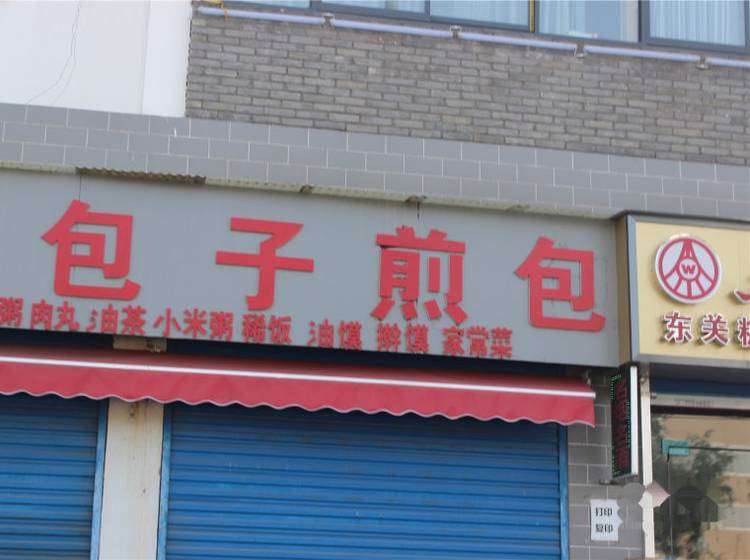 包子煎包
粥 肉丸 油茶 小米粥 稀饭 油馍 擀馍 家常菜
W
东关
打印
复印